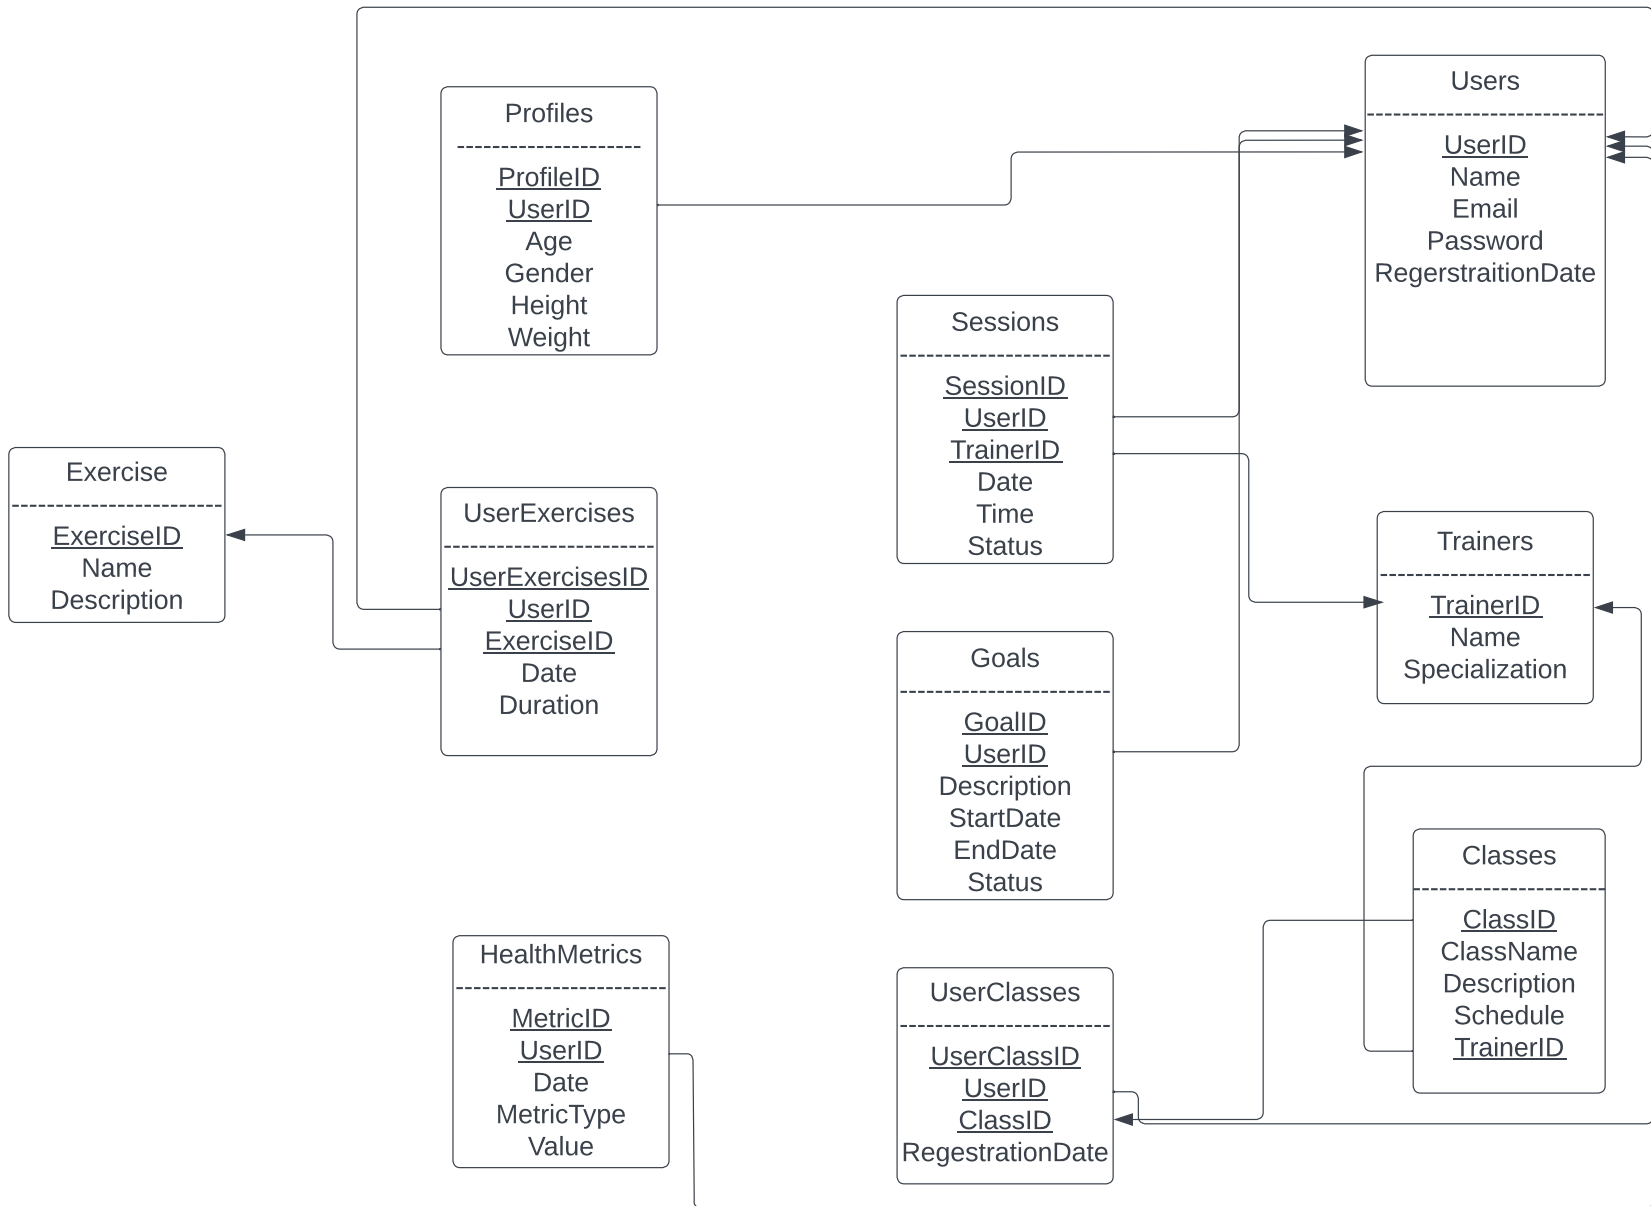 Profiles
ProfileID
UserID
Age
Gender
Height
Weight
Users
UserID
Name
Email
Password
RegerstraitionDate
Sessions
SessionID
UserID
TrainerID
Date
Time
Status
Exercise
ExerciseID
Name
Description
UserExercises
UserExercisesID
UserID
ExerciseID
Date
Duration
Trainers
TrainerID
Name
Specialization
Goals
GoalID
UserID
Description
StartDate
EndDate
Status
Classes
ClassID
ClassName
Description
Schedule
TrainerID
HealthMetrics
MetricID
UserID
Date
MetricType
Value
UserClasses
UserClassID
UserID
ClassID
RegestrationDate